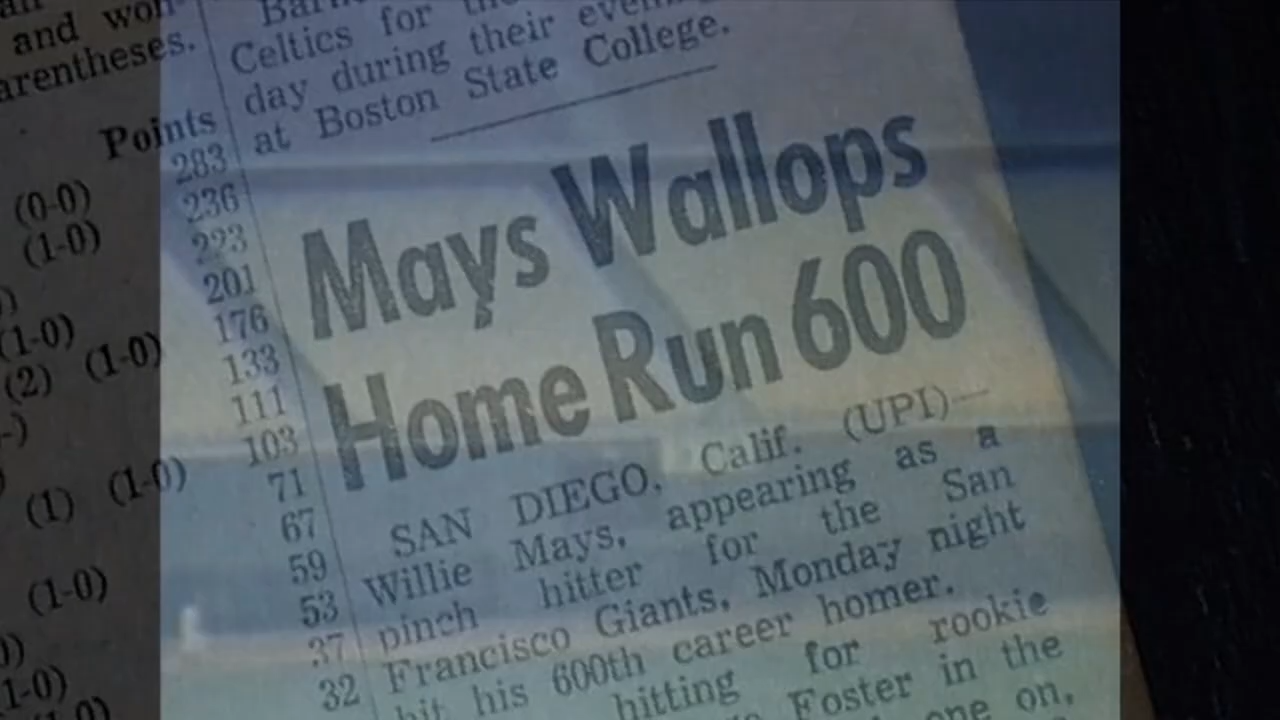 and won-
arentheses.
Points
283
(0-0) 236
(1-0) 223
201
(1-0) 176
(2) (1-0) 133
111
103
(1) (1-0) 71
67
59
(1-0) 53
37
1-0) 32
Celtics for
day during their
at Boston State College.
Mays Wallops
Home Run 600
SAN DIEGO, Calif. (UPI)—
Willie Mays, appearing as a
pinch hitter for the San
Francisco Giants, Monday night
hit his 600th career homer.
hitting for rookie
Foster in the
one on,